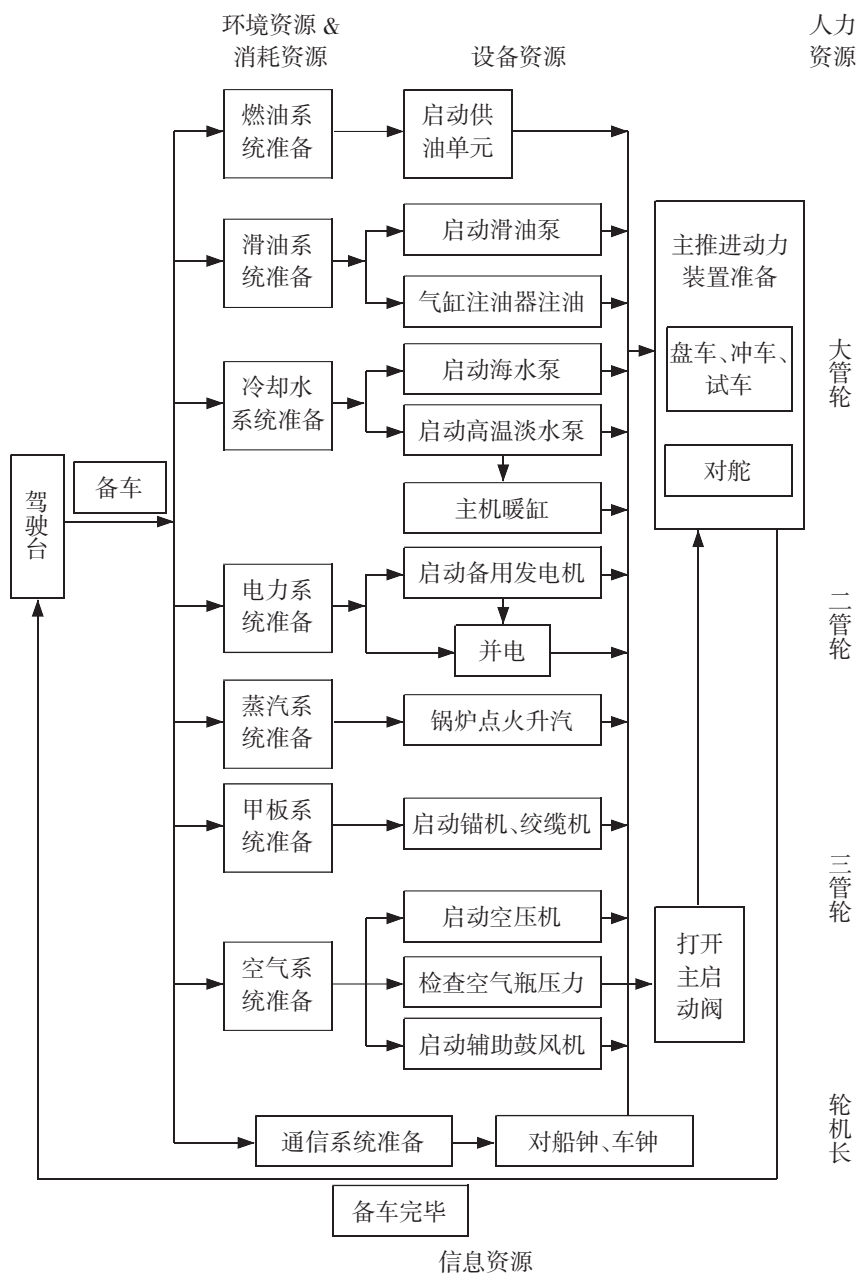 环境资源 &
消耗资源
设备资源
人力
资源
燃油系
统准备
启动供
油单元
滑油系
统准备
启动滑油泵
气缸注油器注油
主推进动力
装置准备
盘车、冲车、
试车
对舵
大管轮
冷却水
系统准备
启动海水泵
启动高温淡水泵
主机暖缸
驾驶台
备车
电力系
统准备
启动备用发电机
并电
二管轮
蒸汽系
统准备
锅炉点火升汽
甲板系
统准备
启动锚机、绞缆机
三管轮
空气系
统准备
启动空压机
检查空气瓶压力
启动辅助鼓风机
打开
主启
动阀
通信系统准备
对船钟、车钟
轮机长
备车完毕
信息资源